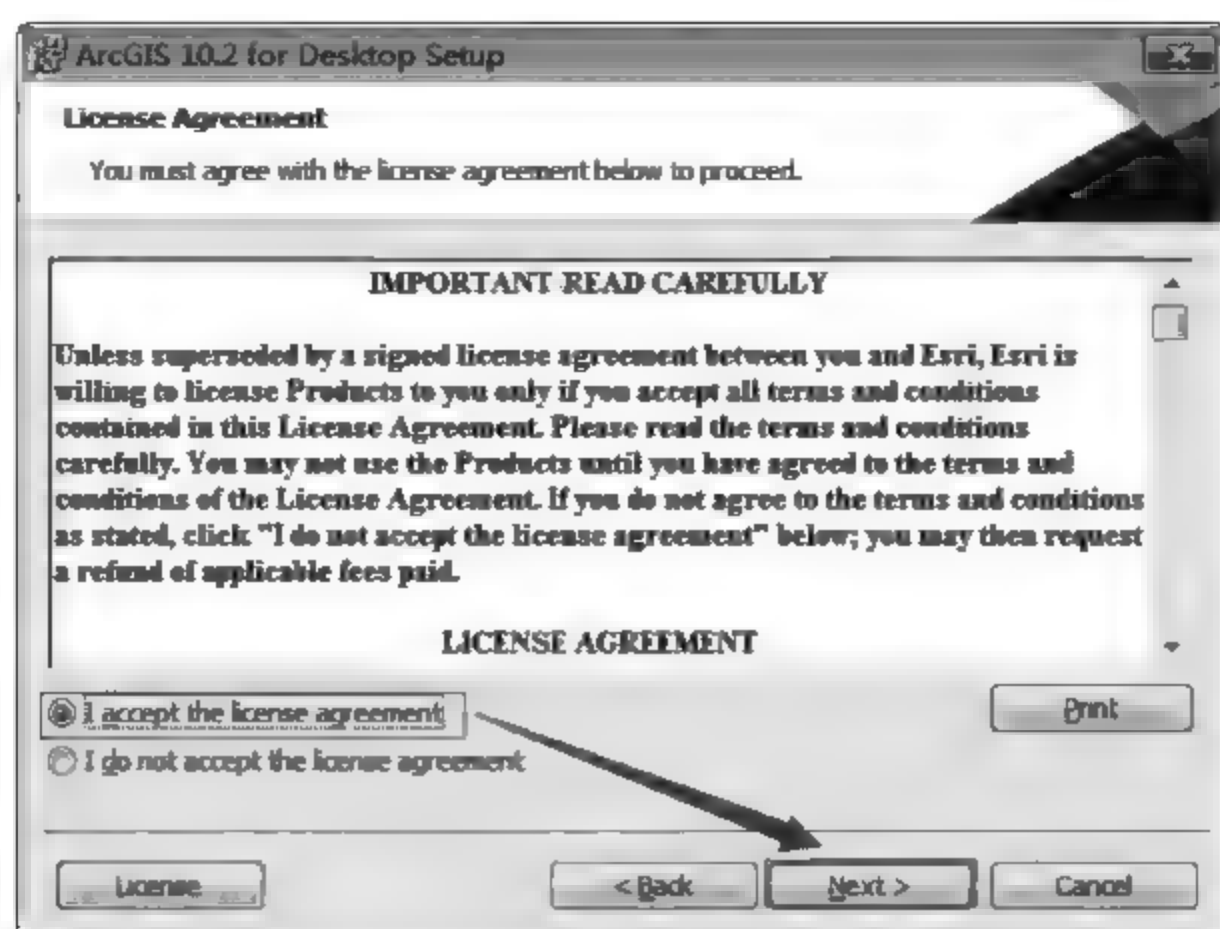 ArcGIS 10.2 for Desktop Setup
License Agreement
You must agree with the license agreement below to proceed.
IMPORTANT READ CAREFULLY
Unless superseded by a signed license agreement between you and Esri, Esri is
willing to license Products to you only if you accept all terms and conditions
contained in this License Agreement. Please read the terms and conditions
carefully. You may not use the Products until you have agreed to the terms and
conditions of the License Agreement. If you do not agree to the terms and conditions
as stated, click "I do not accept the license agreement" below; you may then request
a refund of applicable fees paid.
LICENSE AGREEMENT
I accept the license agreement
Print
I do not accept the license agreement
License
< Back
Next >
Cancel